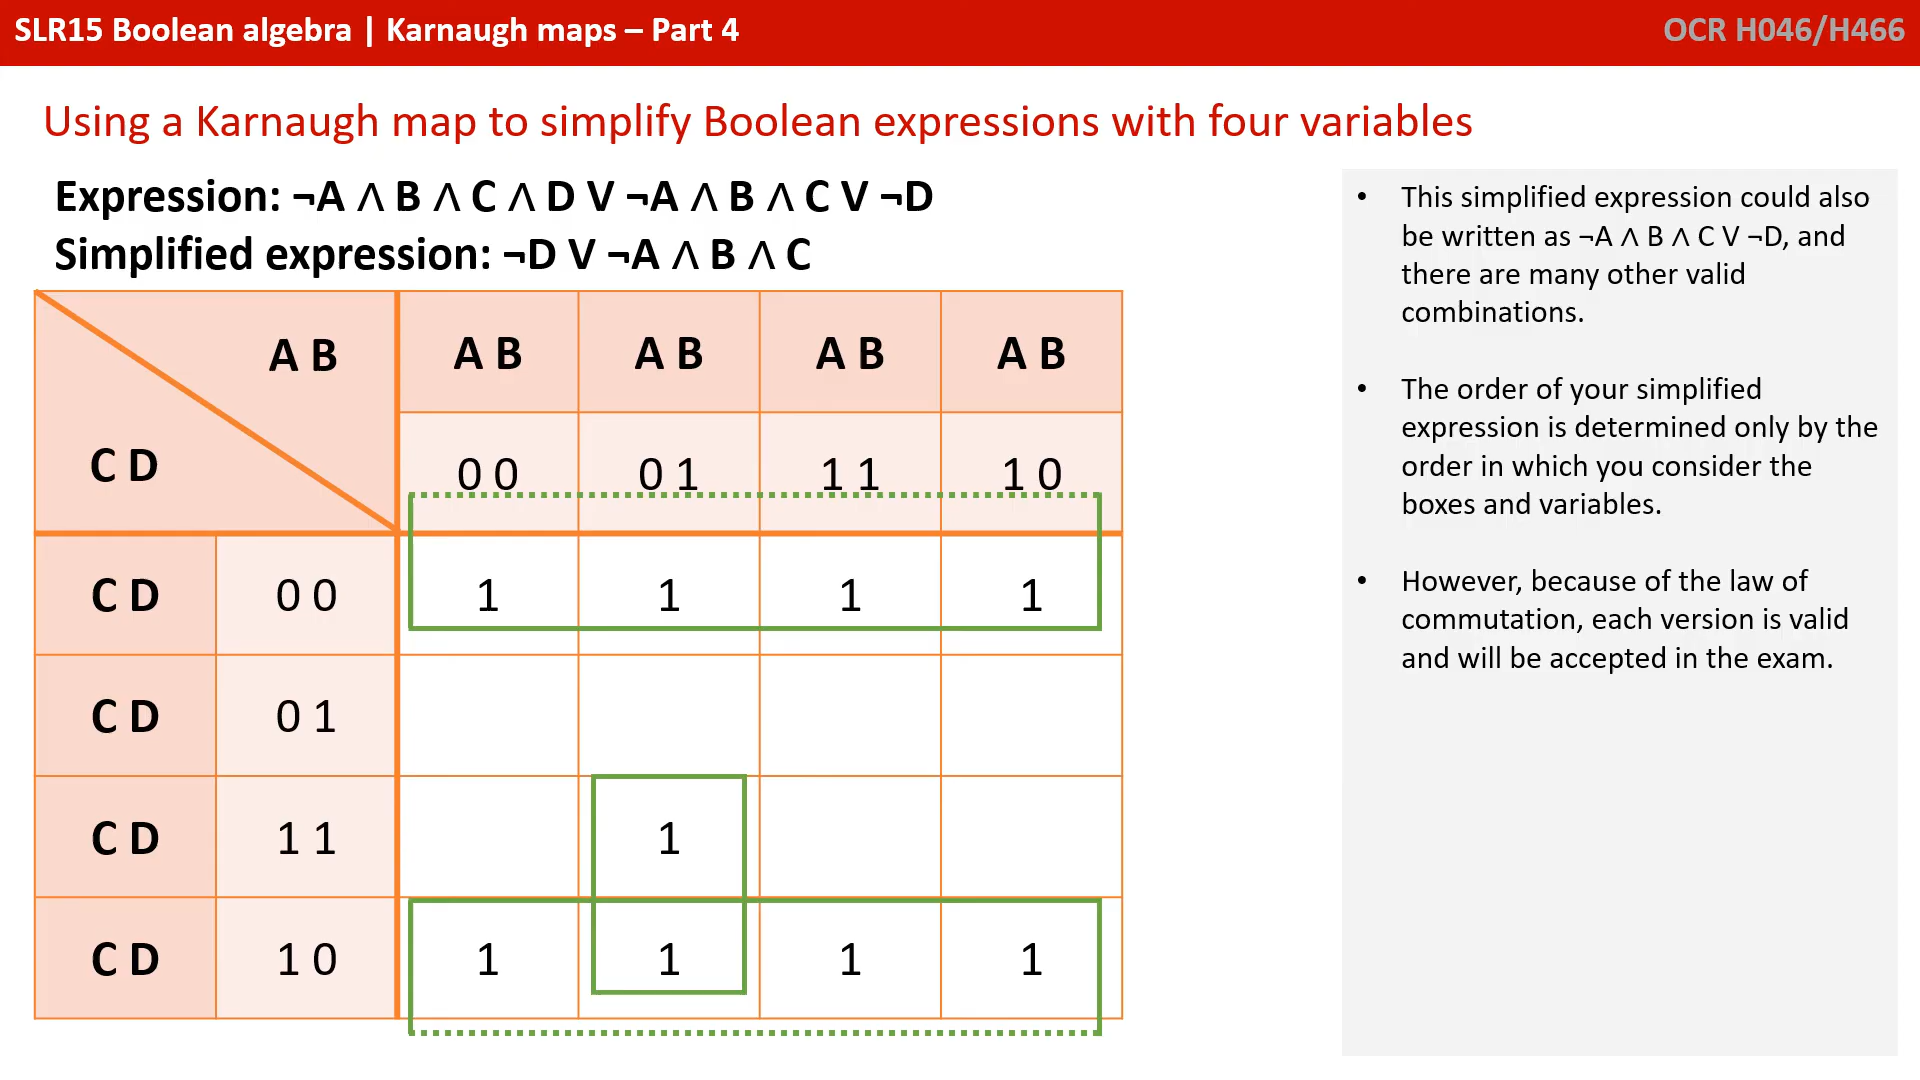 SLR15 Boolean algebra | Karnaugh maps – Part 4
OCR H046/H466
Using a Karnaugh map to simplify Boolean expressions with four variables
Expression: ¬A ∧ B ∧ C ∧ D V ¬A ∧ B ∧ C V ¬D
Simplified expression: ¬D V ¬A ∧ B ∧ C
A B
C D
A B A B A B A B
0 0 0 1 1 1 1 0
C D 0 0 1 1 1 1
C D 0 1
C D 1 1 1
C D 1 0 1 1 1 1
• This simplified expression could also
be written as ¬A ∧ B ∧ C V ¬D, and
there are many other valid
combinations.
• The order of your simplified
expression is determined only by the
order in which you consider the
boxes and variables.
• However, because of the law of
commutation, each version is valid
and will be accepted in the exam.